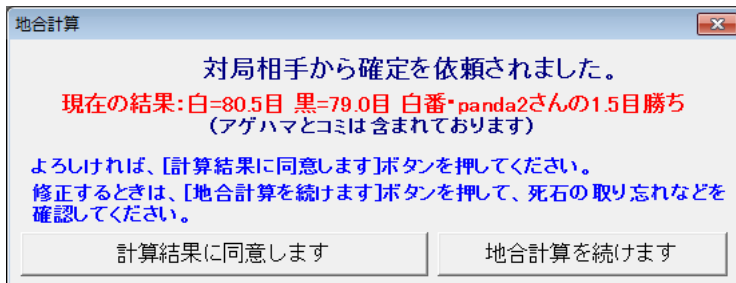 地合計算
対局相手から確定を依頼されました。
現在の結果:白=80.5目 黒=79.0目 白番・panda2さんの1.5目勝ち
(アゲハマとコミは含まれております)
よろしければ、[計算結果に同意します]ボタンを押してください。
修正するときは、[地合計算を続けます]ボタンを押して、死石の取り忘れなどを
確認してください。
計算結果に同意します
地合計算を続けます